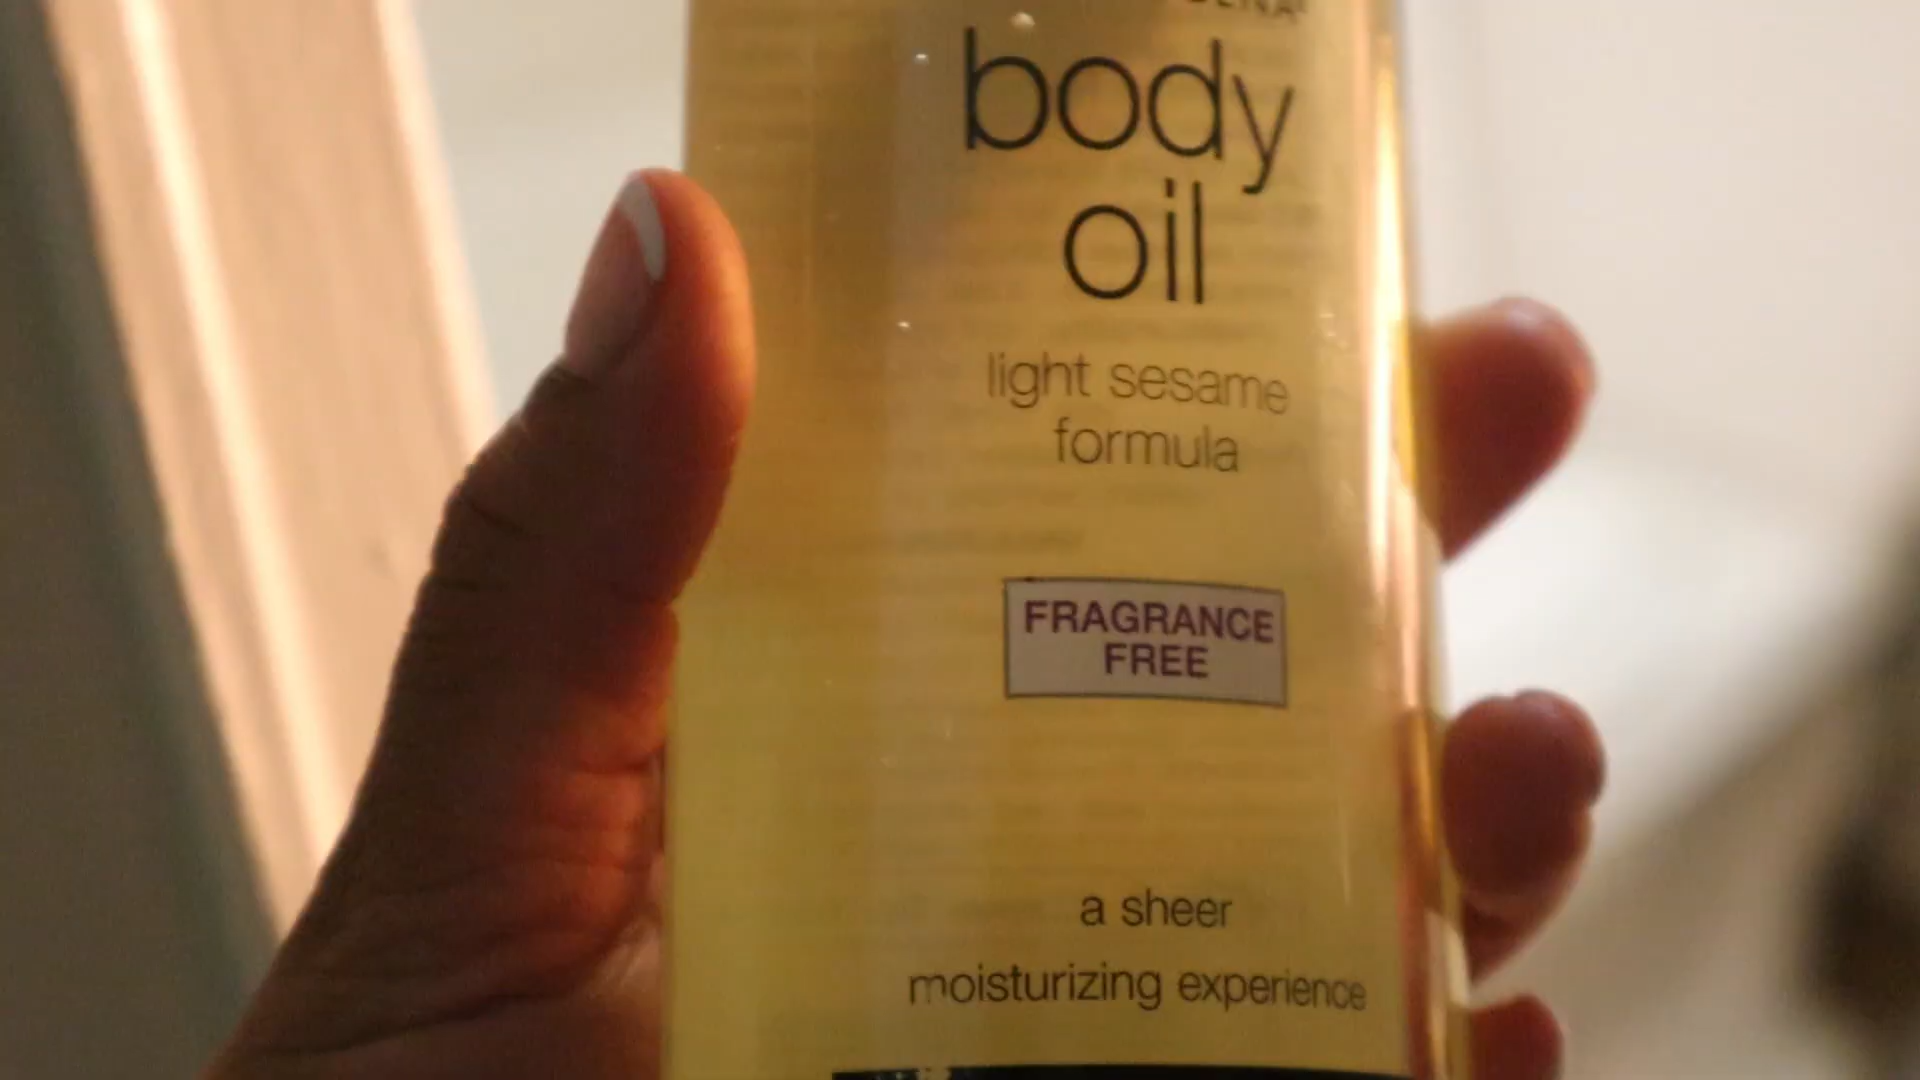 body
oil
light sesame
formula
FRAGRANCE
FREE
a sheer
moisturizing experience